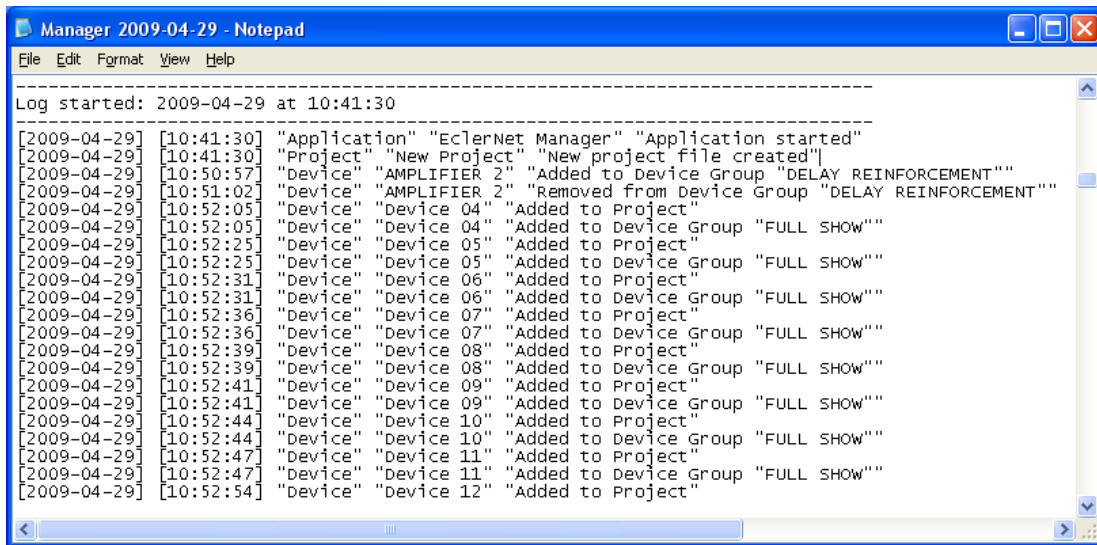 Manager 2009-04-29 - Notepad
File Edit Format View Help
--------------------------------------------------------------------------------
Log started: 2009-04-29 at 10:41:30
--------------------------------------------------------------------------------
[2009-04-29] [10:41:30] "Application" "EclerNet Manager" "Application started"
[2009-04-29] [10:41:30] "Project" "New Project" "New project file created"
[2009-04-29] [10:50:57] "Device" "AMPLIFIER 2" "Added to Device Group "DELAY REINFORCEMENT""
[2009-04-29] [10:51:02] "Device" "AMPLIFIER 2" "Removed from Device Group "DELAY REINFORCEMENT""
[2009-04-29] [10:52:05] "Device" "Device 04" "Added to Project"
[2009-04-29] [10:52:05] "Device" "Device 04" "Added to Device Group "FULL SHOW""
[2009-04-29] [10:52:25] "Device" "Device 05" "Added to Project"
[2009-04-29] [10:52:25] "Device" "Device 05" "Added to Device Group "FULL SHOW""
[2009-04-29] [10:52:31] "Device" "Device 06" "Added to Project"
[2009-04-29] [10:52:31] "Device" "Device 06" "Added to Device Group "FULL SHOW""
[2009-04-29] [10:52:36] "Device" "Device 07" "Added to Project"
[2009-04-29] [10:52:36] "Device" "Device 07" "Added to Device Group "FULL SHOW""
[2009-04-29] [10:52:39] "Device" "Device 08" "Added to Project"
[2009-04-29] [10:52:39] "Device" "Device 08" "Added to Device Group "FULL SHOW""
[2009-04-29] [10:52:41] "Device" "Device 09" "Added to Project"
[2009-04-29] [10:52:41] "Device" "Device 09" "Added to Device Group "FULL SHOW""
[2009-04-29] [10:52:44] "Device" "Device 10" "Added to Project"
[2009-04-29] [10:52:44] "Device" "Device 10" "Added to Device Group "FULL SHOW""
[2009-04-29] [10:52:47] "Device" "Device 11" "Added to Project"
[2009-04-29] [10:52:47] "Device" "Device 11" "Added to Device Group "FULL SHOW""
[2009-04-29] [10:52:54] "Device" "Device 12" "Added to Project"